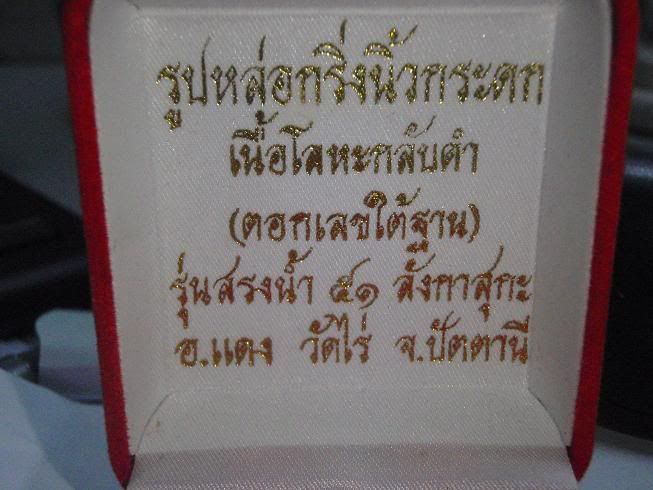 รูปหล่อกริ่งนิ้วกระดก
เนื้อโลหะกลับดำ
(ตอกเลขใต้ฐาน)
รุ่นสรงน้ำ ๕๑ ลังกาสุกะ
อ.แดง วัดไร่ จ.ปัตตานี